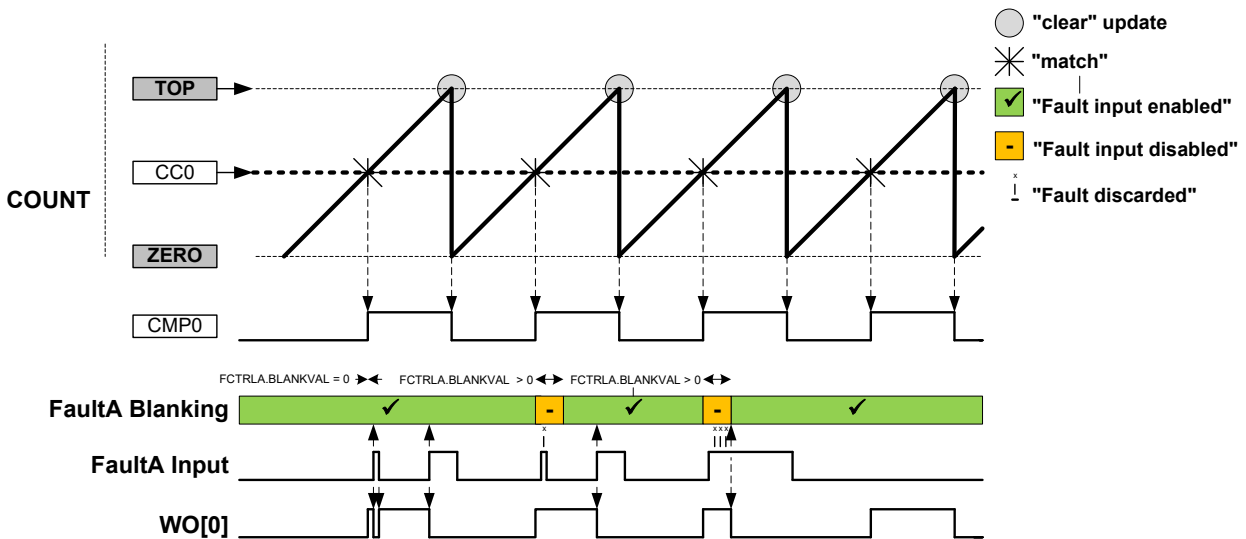 "clear" update
"match"
"Fault input enabled"
"Fault input disabled"
x
"Fault discarded"
TOP
CC0
COUNT
ZERO
CMP0
FCTRLA.BLANKVAL = 0 FCTRLA.BLANKVAL > 0 FCTRLA.BLANKVAL > 0
FaultA Blanking ✓ - ✓ - ✓
x xxx
FaultA Input
WO[0]